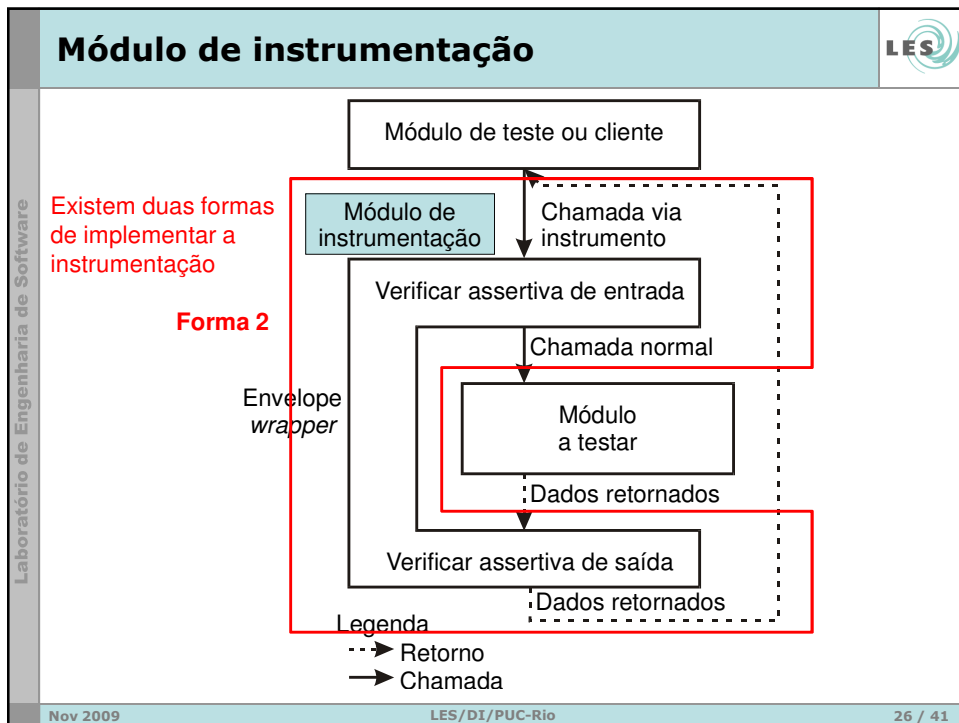 Módulo de instrumentação
LES
Laboratório de Engenharia de Software
Módulo de teste ou cliente
Existem duas formas
de implementar a
instrumentação
Forma 2
Módulo de
instrumentação
Chamada via
instrumento
Verificar assertiva de entrada
Chamada normal
Envelope
wrapper
Módulo
a testar
Dados retornados
Verificar assertiva de saída
Dados retornados
Legenda
Retorno
Chamada
Nov 2009
LES/DI/PUC-Rio
26 / 41